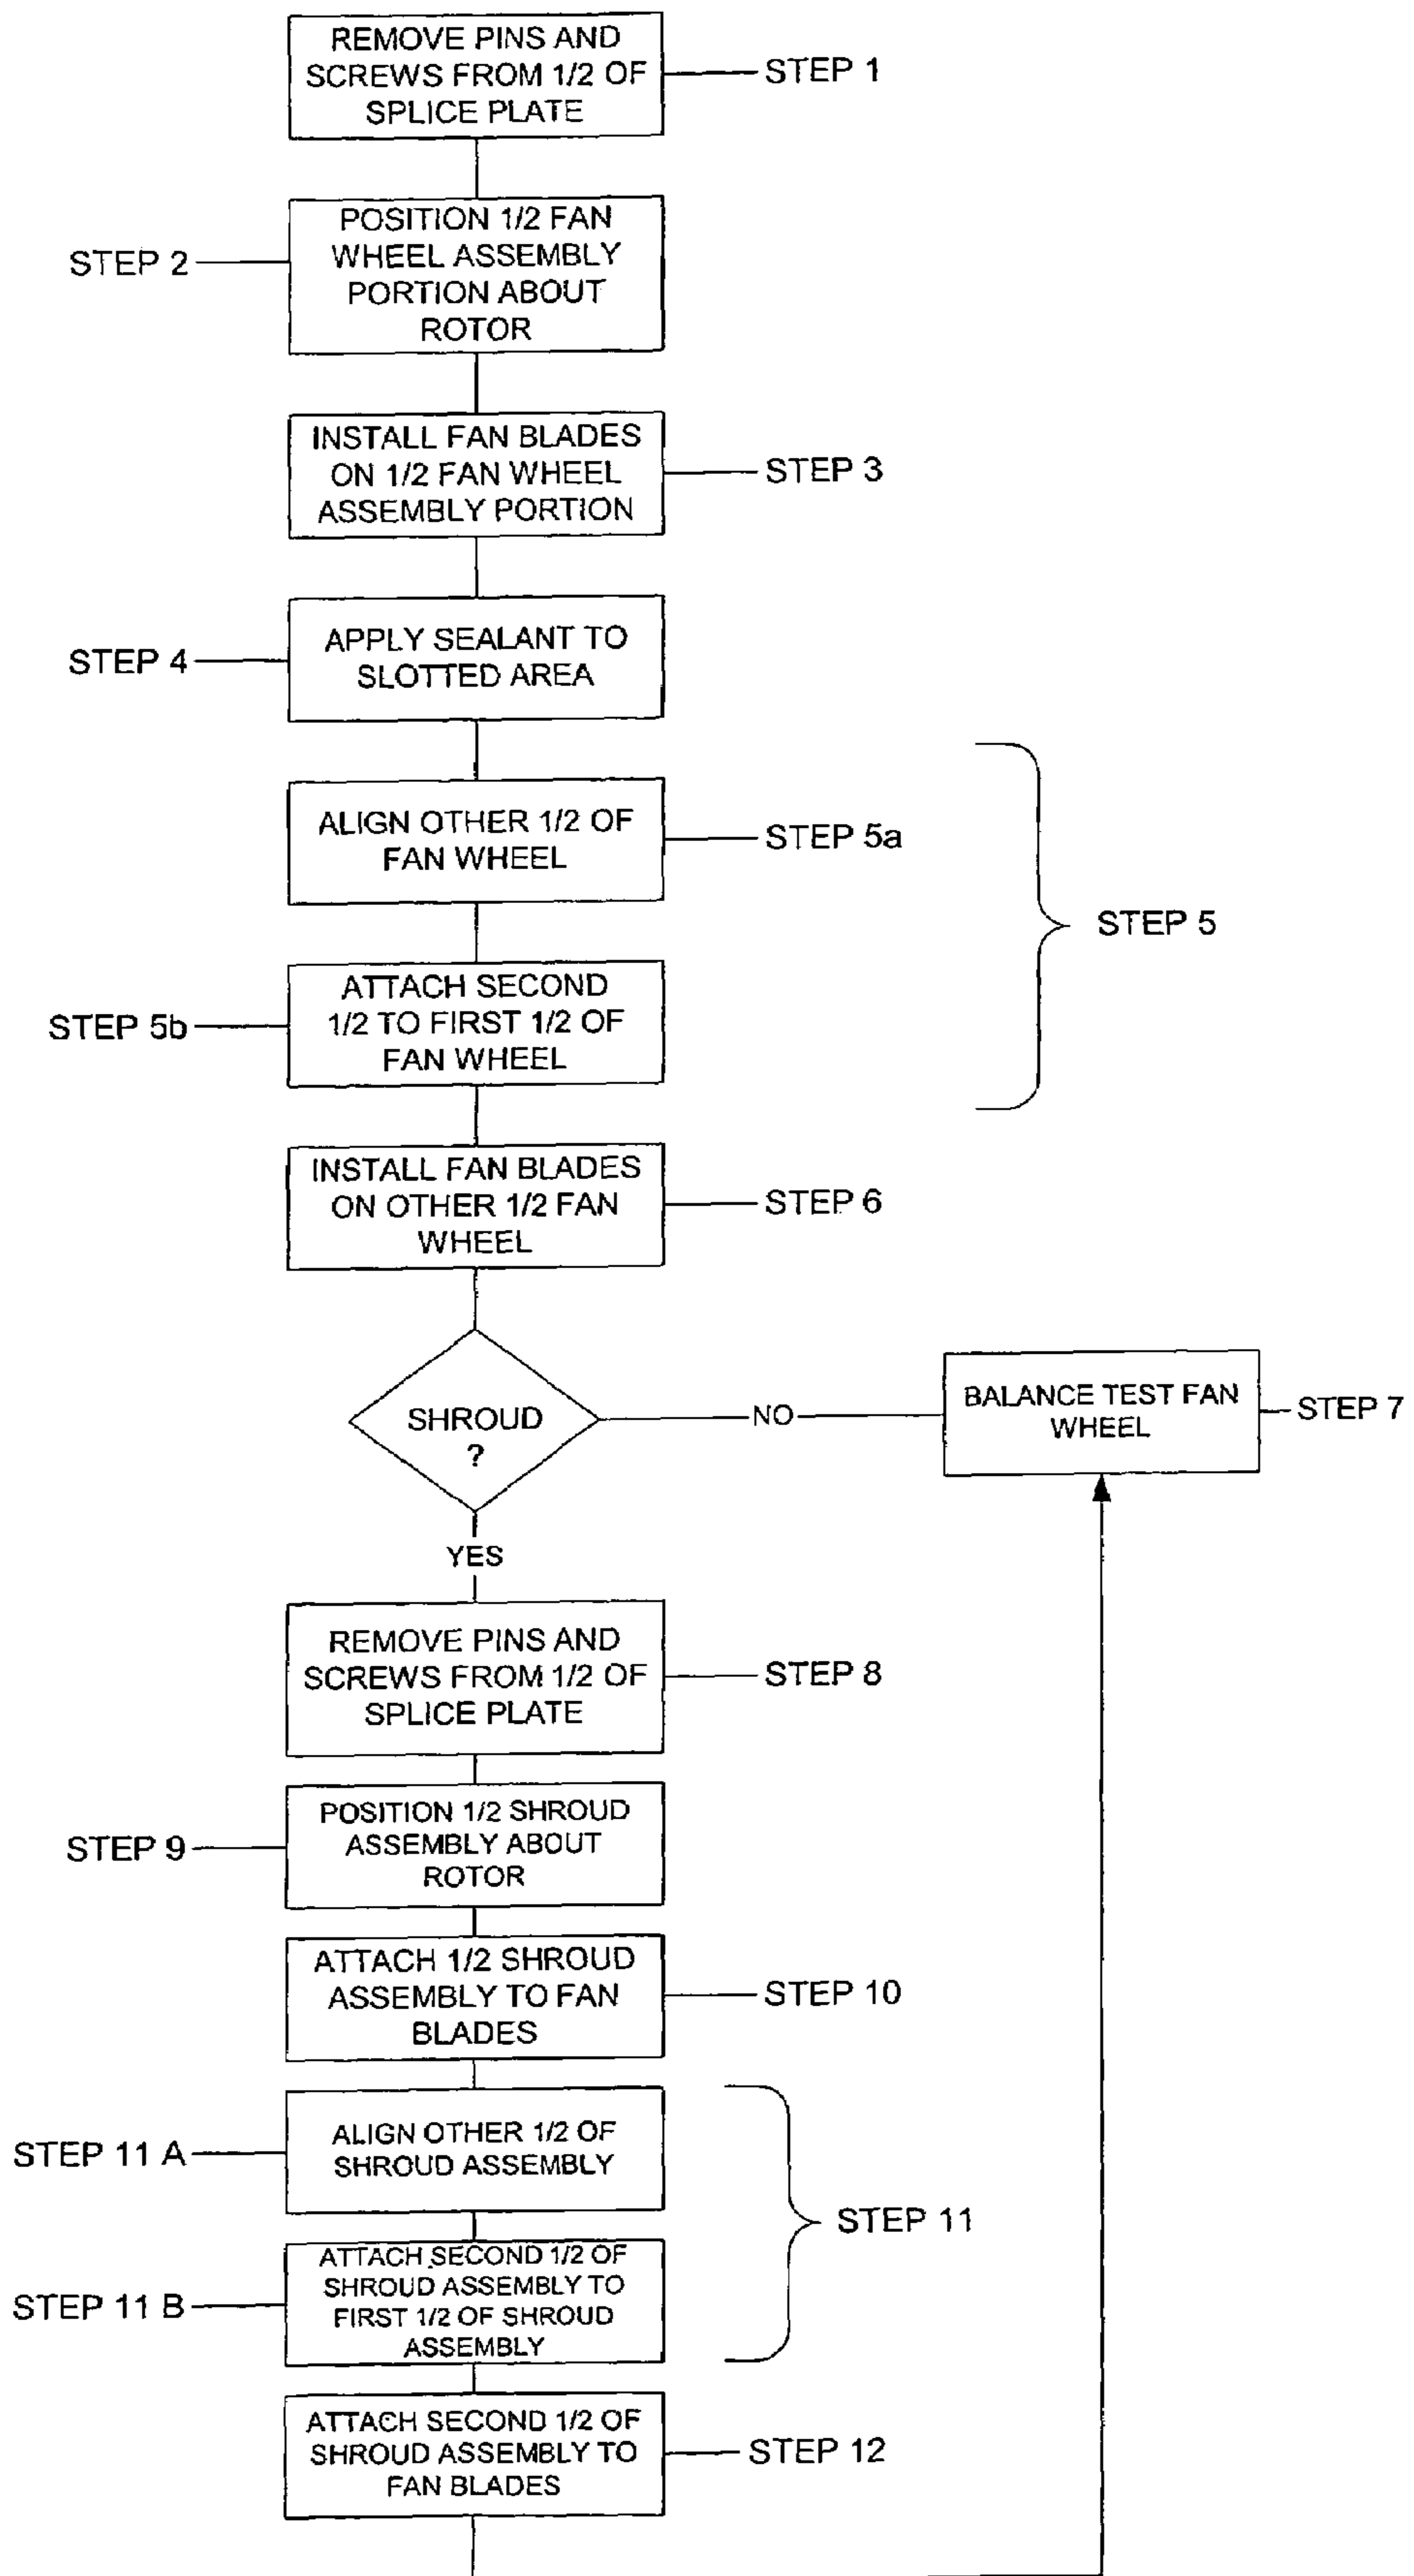 REMOVE PINS AND
SCREWS FROM 1/2 OF
SPLICE PLATE
STEP 1
POSITION 1/2 FAN
WHEEL ASSEMBLY
PORTION ABOUT
ROTOR
STEP 2
INSTALL FAN BLADES
ON 1/2 FAN WHEEL
ASSEMBLY PORTION
STEP 3
APPLY SEALANT TO
SLOTTED AREA
STEP 4
ALIGN OTHER 1/2 OF
FAN WHEEL
STEP 5a
STEP 5
ATTACH SECOND
1/2 TO FIRST 1/2 OF
FAN WHEEL
STEP 5b
INSTALL FAN BLADES
ON OTHER 1/2 FAN
WHEEL
STEP 6
SHROUD
?
NO
BALANCE TEST FAN
WHEEL
STEP 7
YES
REMOVE PINS AND
SCREWS FROM 1/2 OF
SPLICE PLATE
STEP 8
POSITION 1/2 SHROUD
ASSEMBLY ABOUT
ROTOR
STEP 9
ATTACH 1/2 SHROUD
ASSEMBLY TO FAN
BLADES
STEP 10
ALIGN OTHER 1/2 OF
SHROUD ASSEMBLY
STEP 11 A
STEP 11
ATTACH SECOND 1/2 OF
SHROUD ASSEMBLY TO
FIRST 1/2 OF SHROUD
ASSEMBLY
STEP 11 B
ATTACH SECOND 1/2 OF
SHROUD ASSEMBLY TO
FAN BLADES
STEP 12